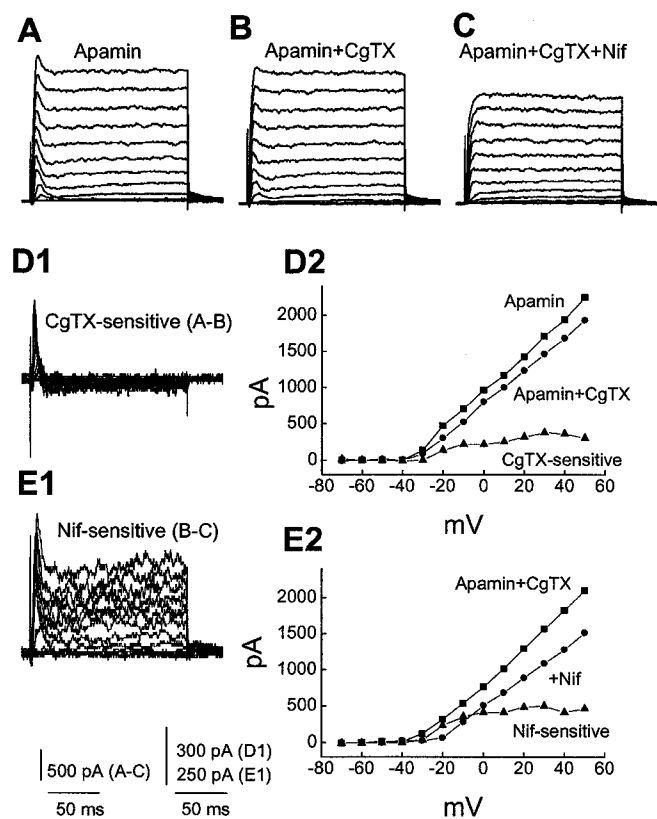 A
Apamin
B
Apamin+CgTX
C
Apamin+CgTX+Nif
D1
CgTX-sensitive (A-B)
D2
2000
1500
1000
500
0
pA
Apamin
Apamin+CgTX
CgTX-sensitive
-80 -60 -40 -20 0 20 40 60
mV
E1
Nif-sensitive (B-C)
E2
2000
1500
1000
500
0
pA
Apamin+CgTX
+Nif
Nif-sensitive
-80 -60 -40 -20 0 20 40 60
mV
500 pA (A-C)
50 ms
300 pA (D1)
250 pA (E1)
50 ms